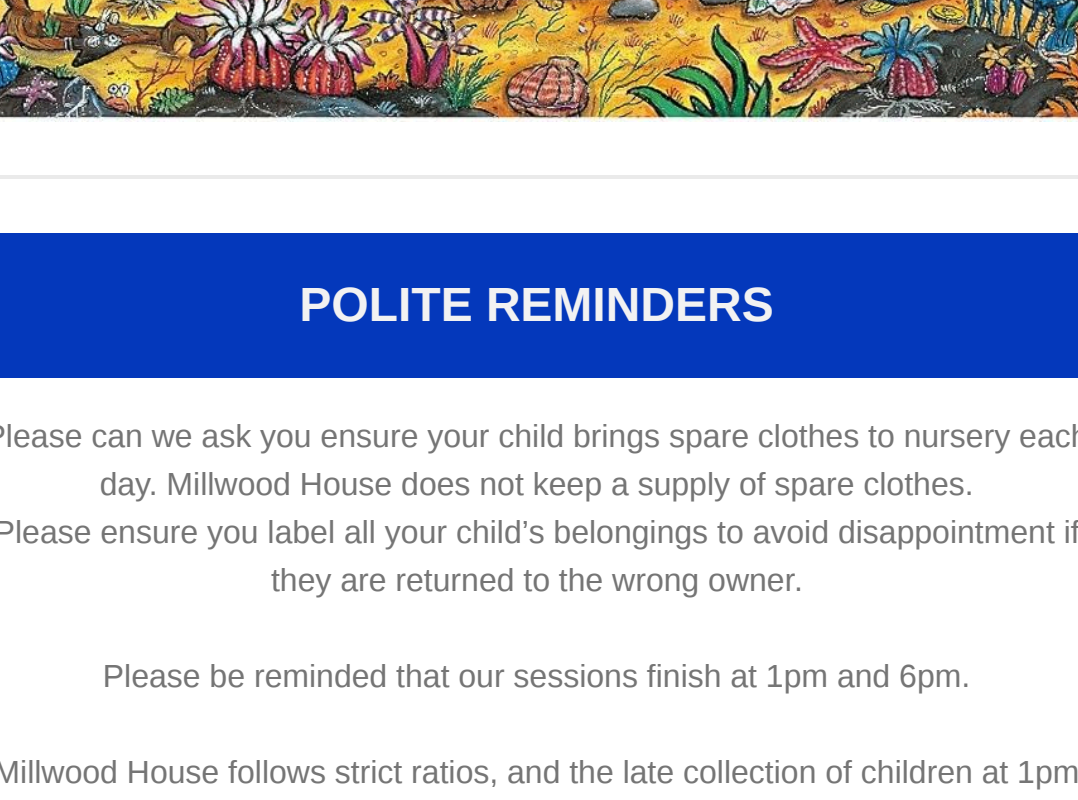 POLITE REMINDERS
Please can we ask you ensure your child brings spare clothes to nursery each
day. Millwood House does not keep a supply of spare clothes.
Please ensure you label all your child’s belongings to avoid disappointment if
they are returned to the wrong owner.
Please be reminded that our sessions finish at 1pm and 6pm.
Millwood House follows strict ratios, and the late collection of children at 1pm